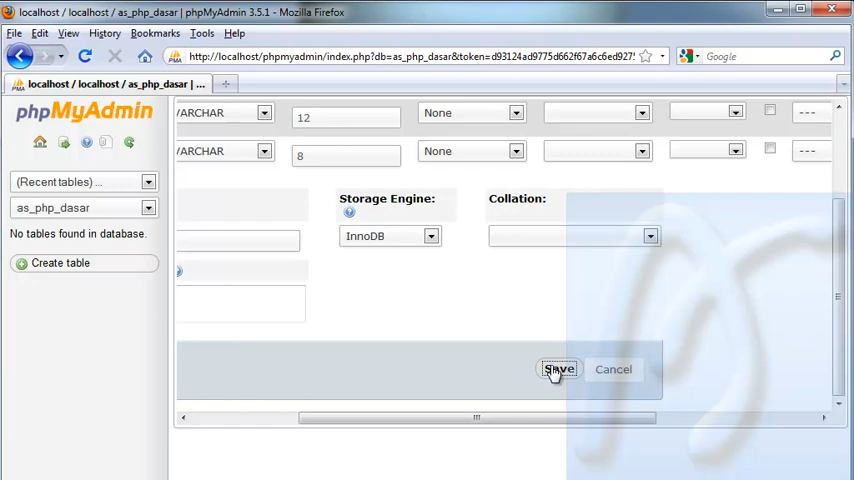 localhost / localhost / as_php_dasar | phpMyAdmin 3.5.1 - Mozilla Firefox
File Edit View History Bookmarks Tools Help
http://localhost/phpmyadmin/index.php?db=as_php_dasar&token=d93124ad9775d662f67a6c6ed927
Google
localhost / localhost / as_php_dasar | ...
phpMyAdmin
(Recent tables) ...
as_php_dasar
No tables found in database.
Create table
VARCHAR 12 None ---
VARCHAR 8 None ---
Storage Engine: Collation:
InnoDB
Save Cancel